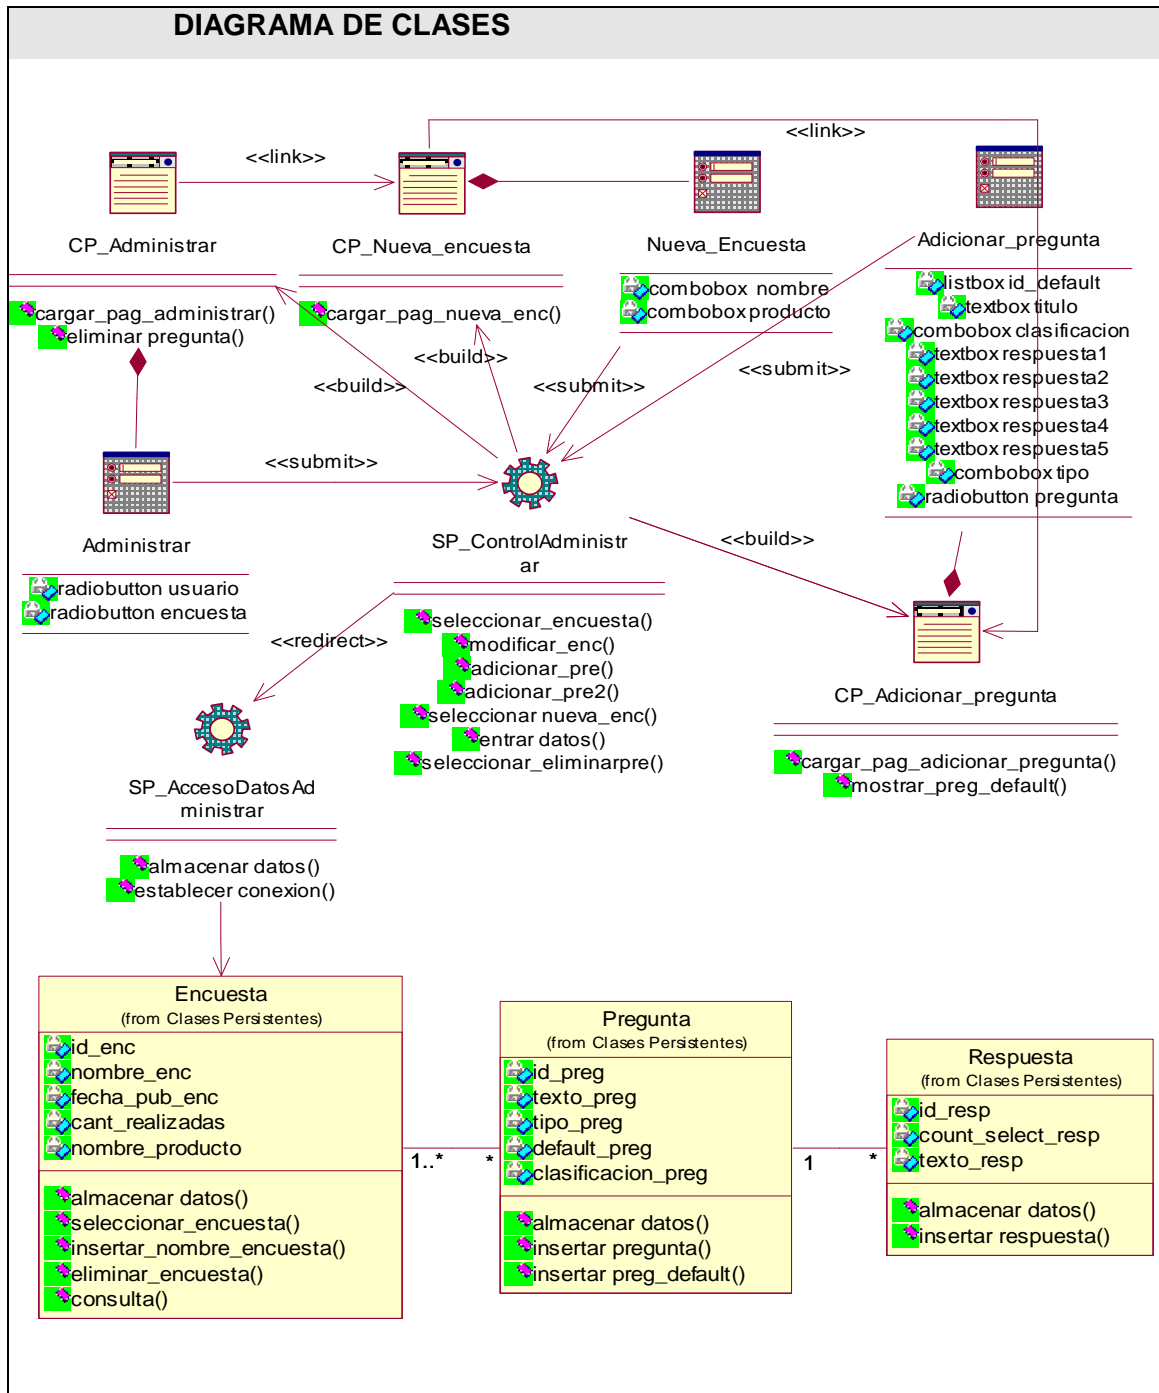 DIAGRAMA DE CLASES
<<link>>
<<link>>
CP_Administrar
CP_Nueva_encuesta
Nueva_Encuesta
Adicionar_pregunta
cargar_pag_administrar()
eliminar pregunta()
cargar_pag_nueva_enc()
combobox nombre
combobox producto
listbox id_default
textbox titulo
combobox clasificacion
textbox respuesta1
textbox respuesta2
textbox respuesta3
textbox respuesta4
textbox respuesta5
combobox tipo
radiobutton pregunta
<<build>>
<<build>>
<<submit>>
<<submit>>
<<submit>>
Administrar
radiobutton usuario
radiobutton encuesta
SP_ControlAdministr
ar
seleccionar_encuesta()
modificar_enc()
adicionar_pre()
adicionar_pre2()
seleccionar nueva_enc()
entrar datos()
seleccionar_eliminarpre()
<<build>>
<<redirect>>
CP_Adicionar_pregunta
cargar_pag_adicionar_pregunta()
mostrar_preg_default()
SP_AccesoDatosAd
ministrar
almacenar datos()
establecer conexion()
Encuesta
(from Clases Persistentes)
id_enc
nombre_enc
fecha_pub_enc
cant_realizadas
nombre_producto
almacenar datos()
seleccionar_encuesta()
insertar_nombre_encuesta()
eliminar_encuesta()
consulta()
1..*
*
Pregunta
(from Clases Persistentes)
id_preg
texto_preg
tipo_preg
default_preg
clasificacion_preg
almacenar datos()
insertar pregunta()
insertar preg_default()
1
*
Respuesta
(from Clases Persistentes)
id_resp
count_select_resp
texto_resp
almacenar datos()
insertar respuesta()